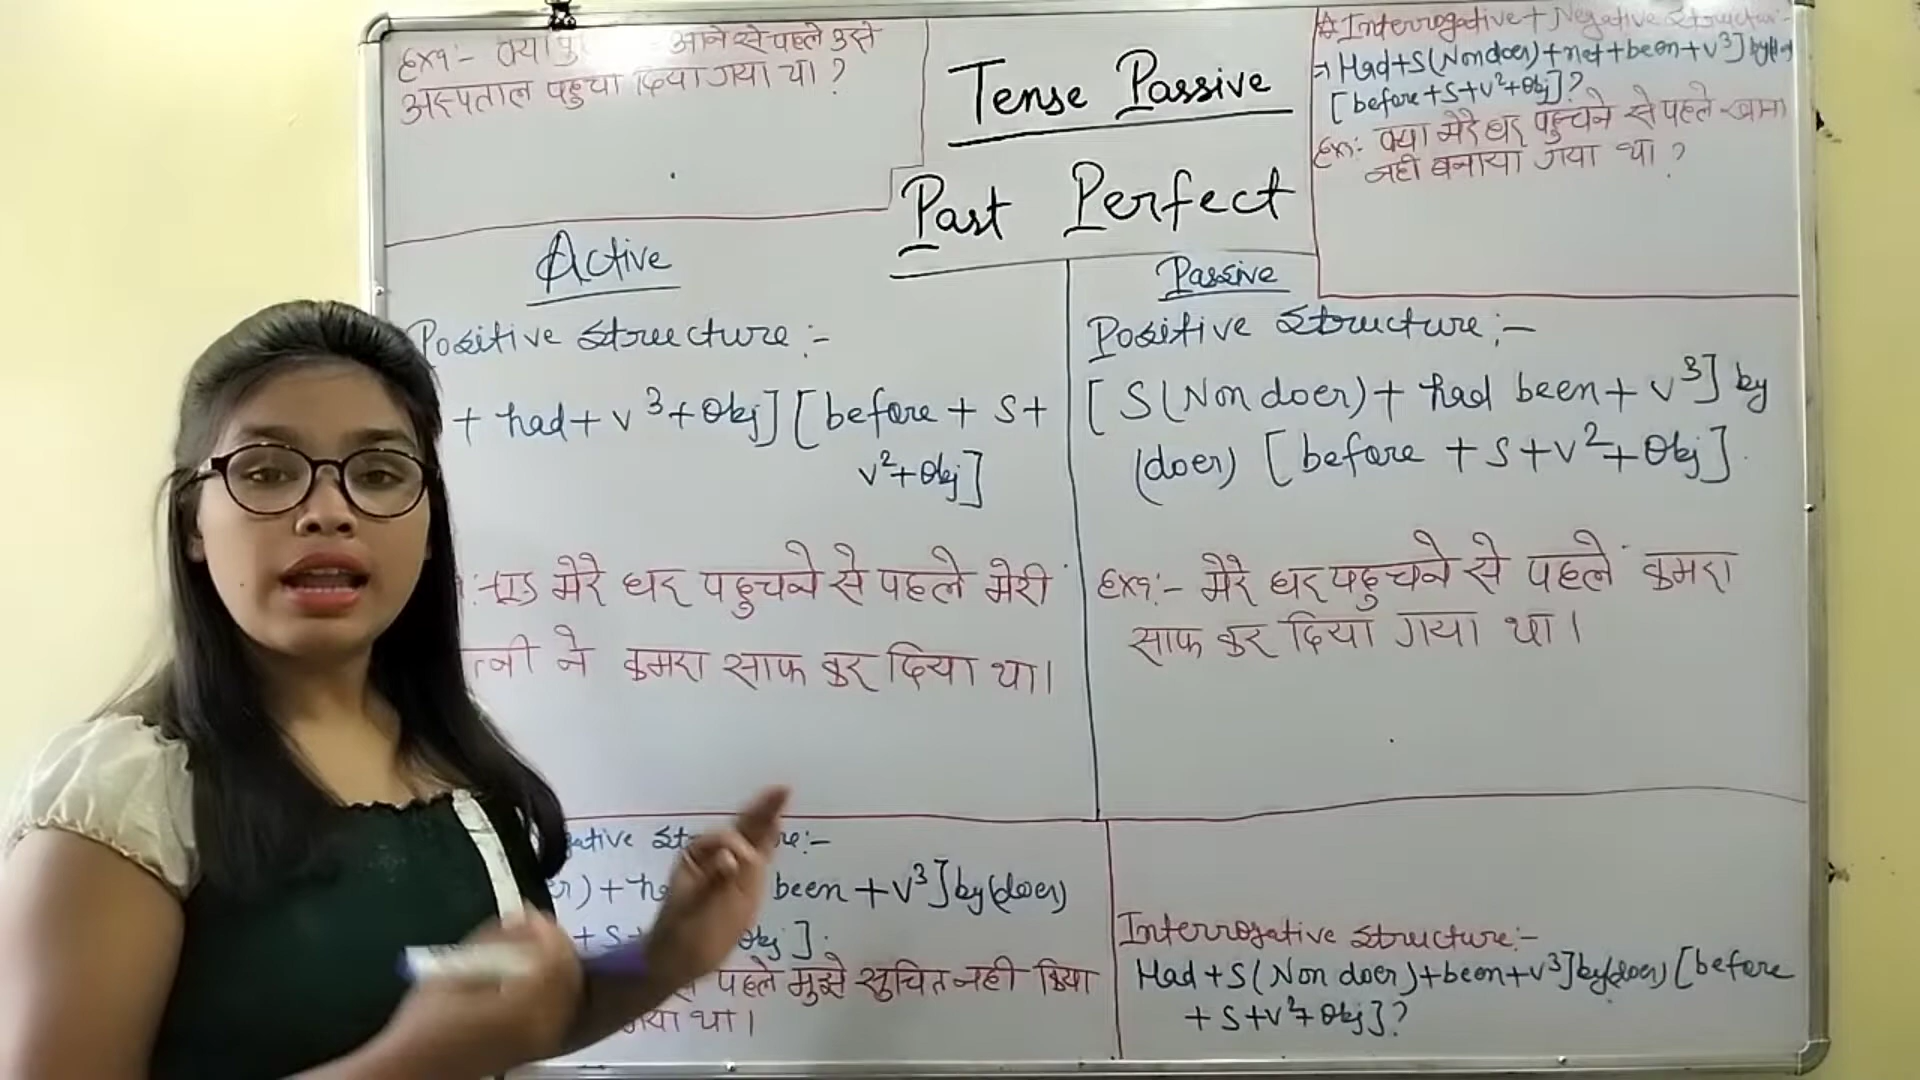 Ex१:- क्या आने से पहले उसे
अस्पताल पहुचा दिया गया था ?
Tense Passive
Past Perfect
☆ Interrogative + Negative Structure:-
⇒ Had+S(Non doer)+not+been+v³] by
[before+S+v²+Obj]?
Ex१:- क्या मेरे घर पहुचने से पहले खाना
नही बनाया गया था ?
Active
Positive Structure:-
+ had + v³+Obj] [before + S+
v²+Obj]
मेरे घर पहुचने से पहले मेरी
ने कमरा साफ कर दिया था।
Passive
Positive Structure:-
[S(Non doer)+ had been + v³] by
(doer) [before + S+v²+Obj].
Ex१:- मेरे घर पहुचने से पहले कमरा
साफ कर दिया गया था।
been + v³] by(doer)
+ S+ Obj].
पहले मुझे सुचित नही किया
गया था।
Interrogative Structure:-
Had+S(Non doer)+been+v³]by(doer) [before
+ S+v²+Obj]?